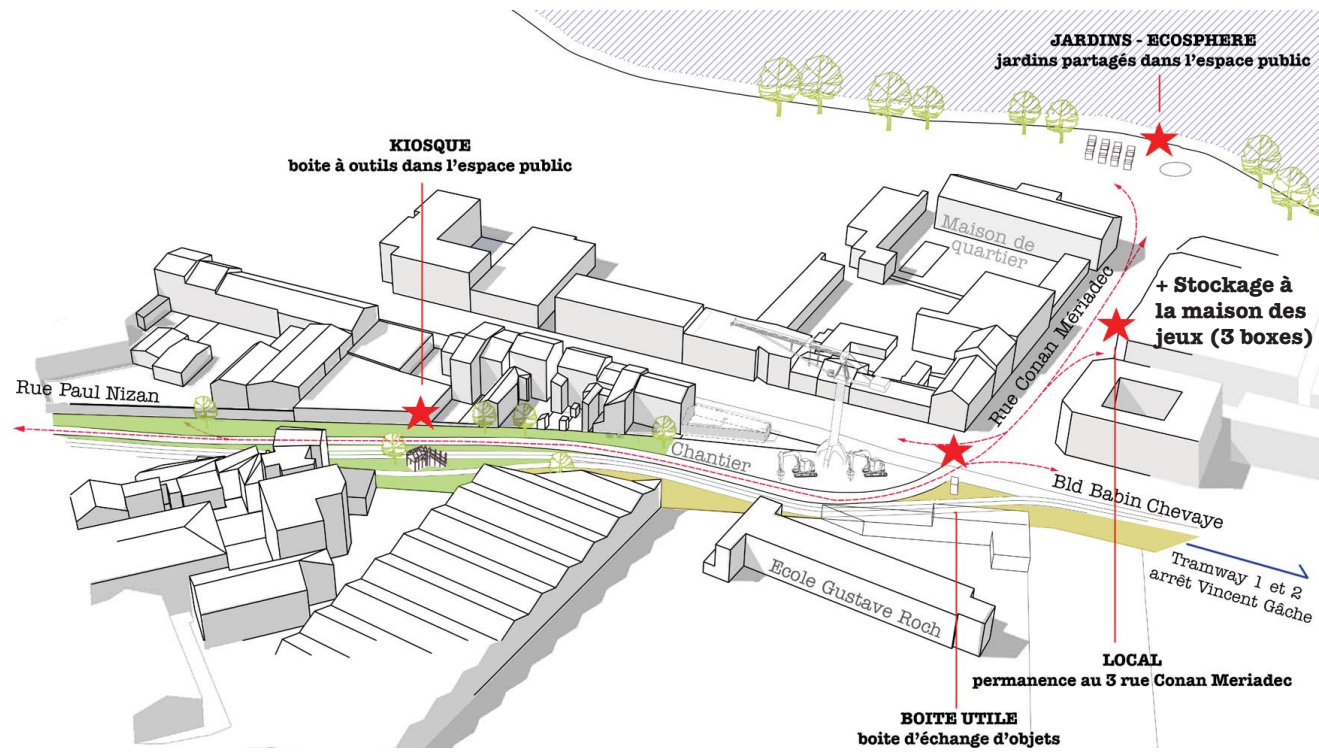 JARDINS - ECOSPHERE
jardins partagés dans l'espace public
KIOSQUE
boite à outils dans l'espace public
Maison de
quartier
Rue Conan Mériadec
+ Stockage à
la maison des
jeux (3 boxes)
Rue Paul Nizan
Chantier
Bld Babin Chevaye
Tramway 1 et 2
arrêt Vincent Gâche
Ecole Gustave Roch
LOCAL
permanence au 3 rue Conan Meriadec
BOITE UTILE
boite d'échange d'objets